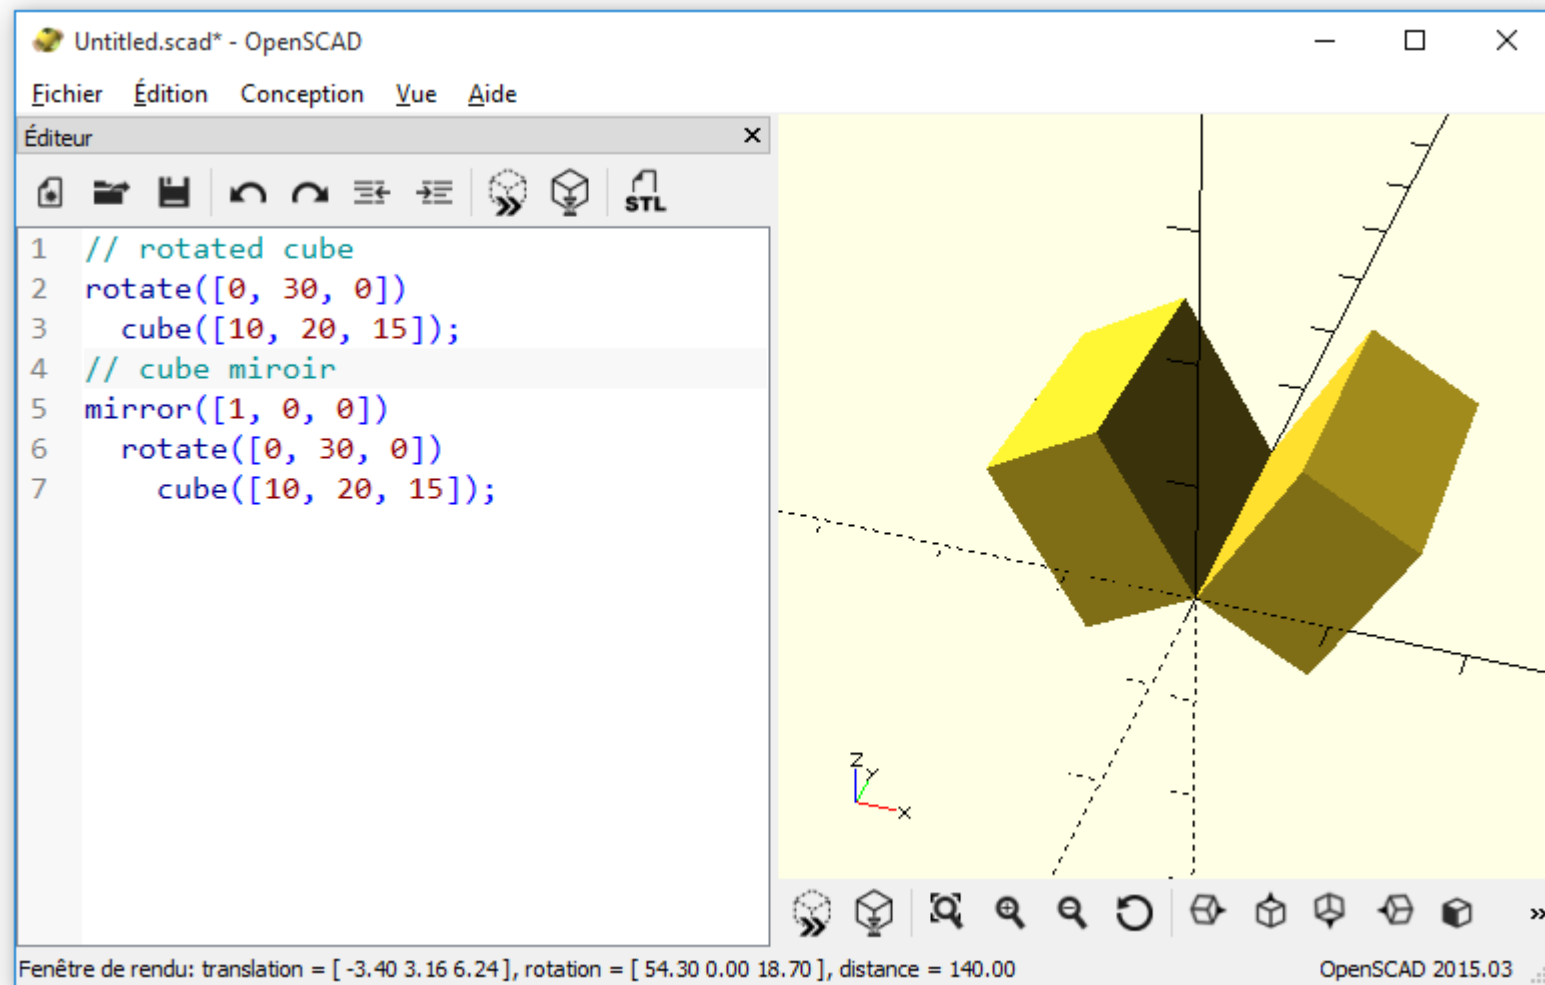 Untitled.scad* - OpenSCAD
Fichier Édition Conception Vue Aide
Éditeur
STL
1 // rotated cube
2 rotate([0, 30, 0])
3 cube([10, 20, 15]);
4 // cube miroir
5 mirror([1, 0, 0])
6 rotate([0, 30, 0])
7 cube([10, 20, 15]);
Z
Y
X
Fenêtre de rendu: translation = [ -3.40 3.16 6.24 ], rotation = [ 54.30 0.00 18.70 ], distance = 140.00
OpenSCAD 2015.03